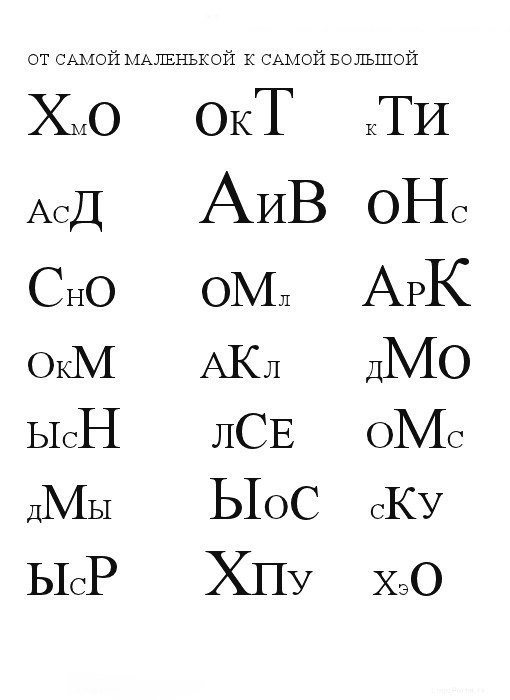 ОТ САМОЙ МАЛЕНЬКОЙ К САМОЙ БОЛЬШОЙ
Хмо окТ кТи
АсД АиВ оНс
Сно омл АрК
Окм акл дМо
ысН лСЕ Омс
дМы Ыос сКу
ысР Хпу хэо